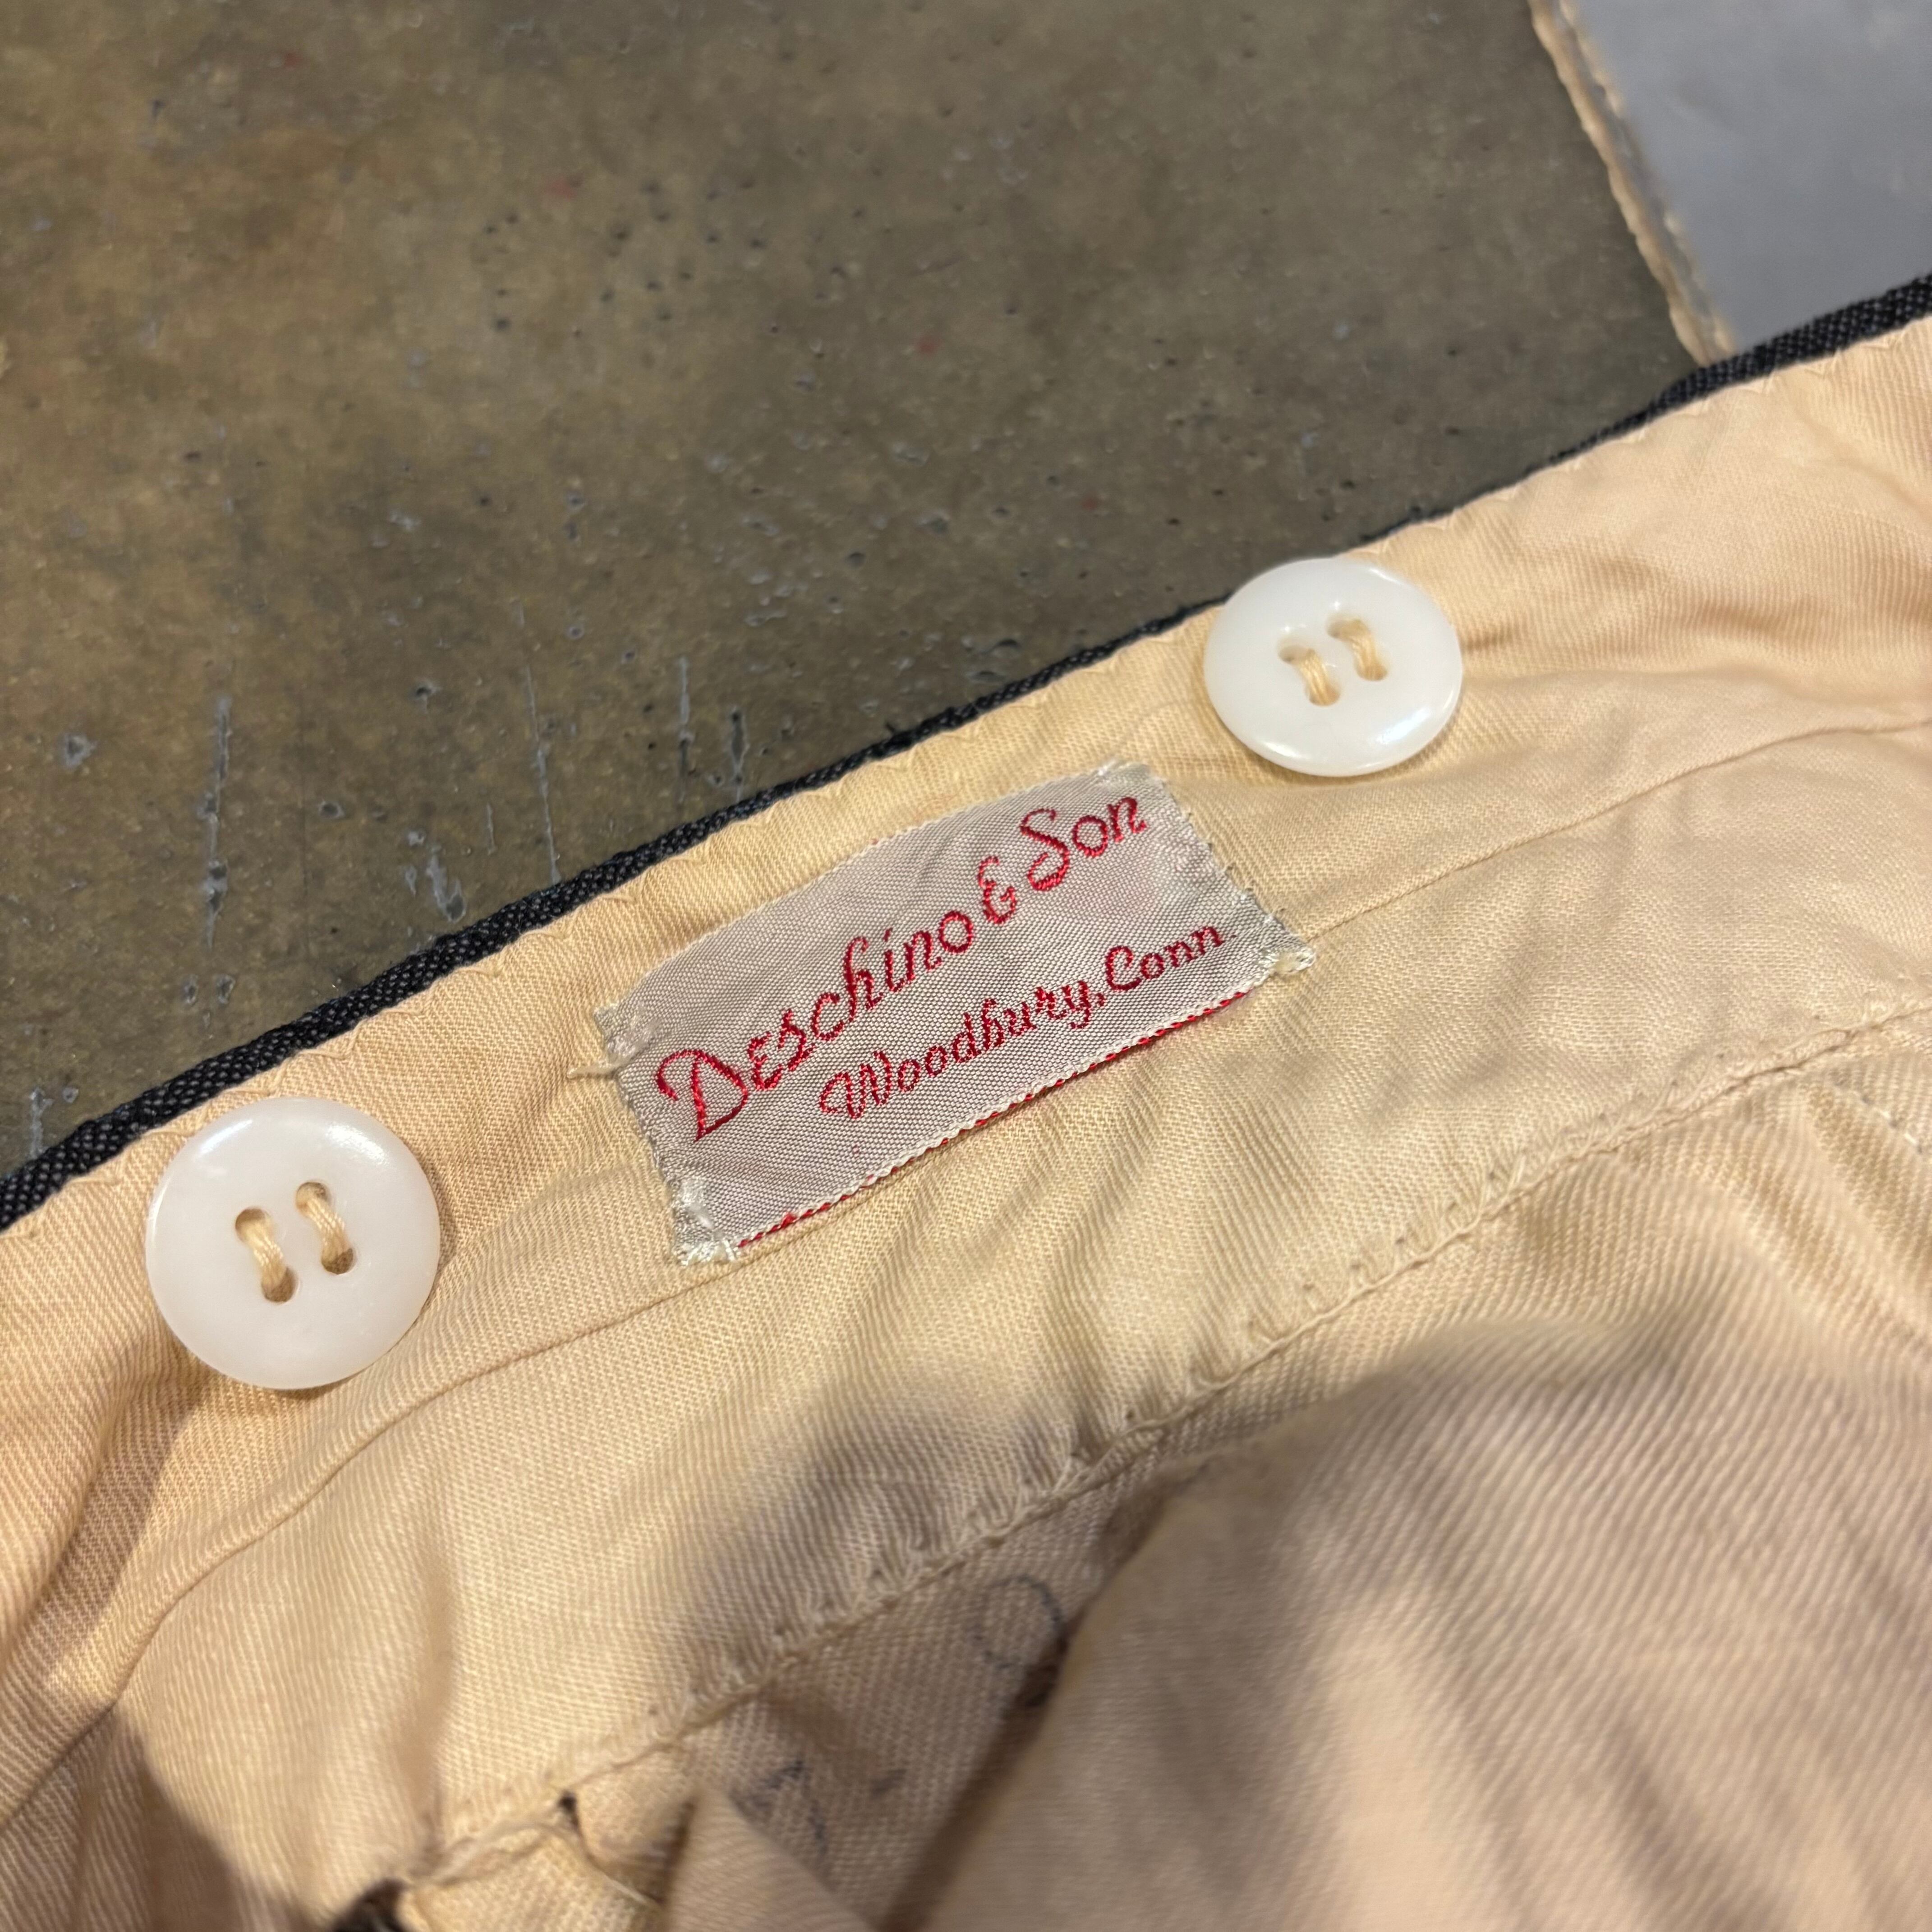 Deschino & Son
Woodbury, Conn.